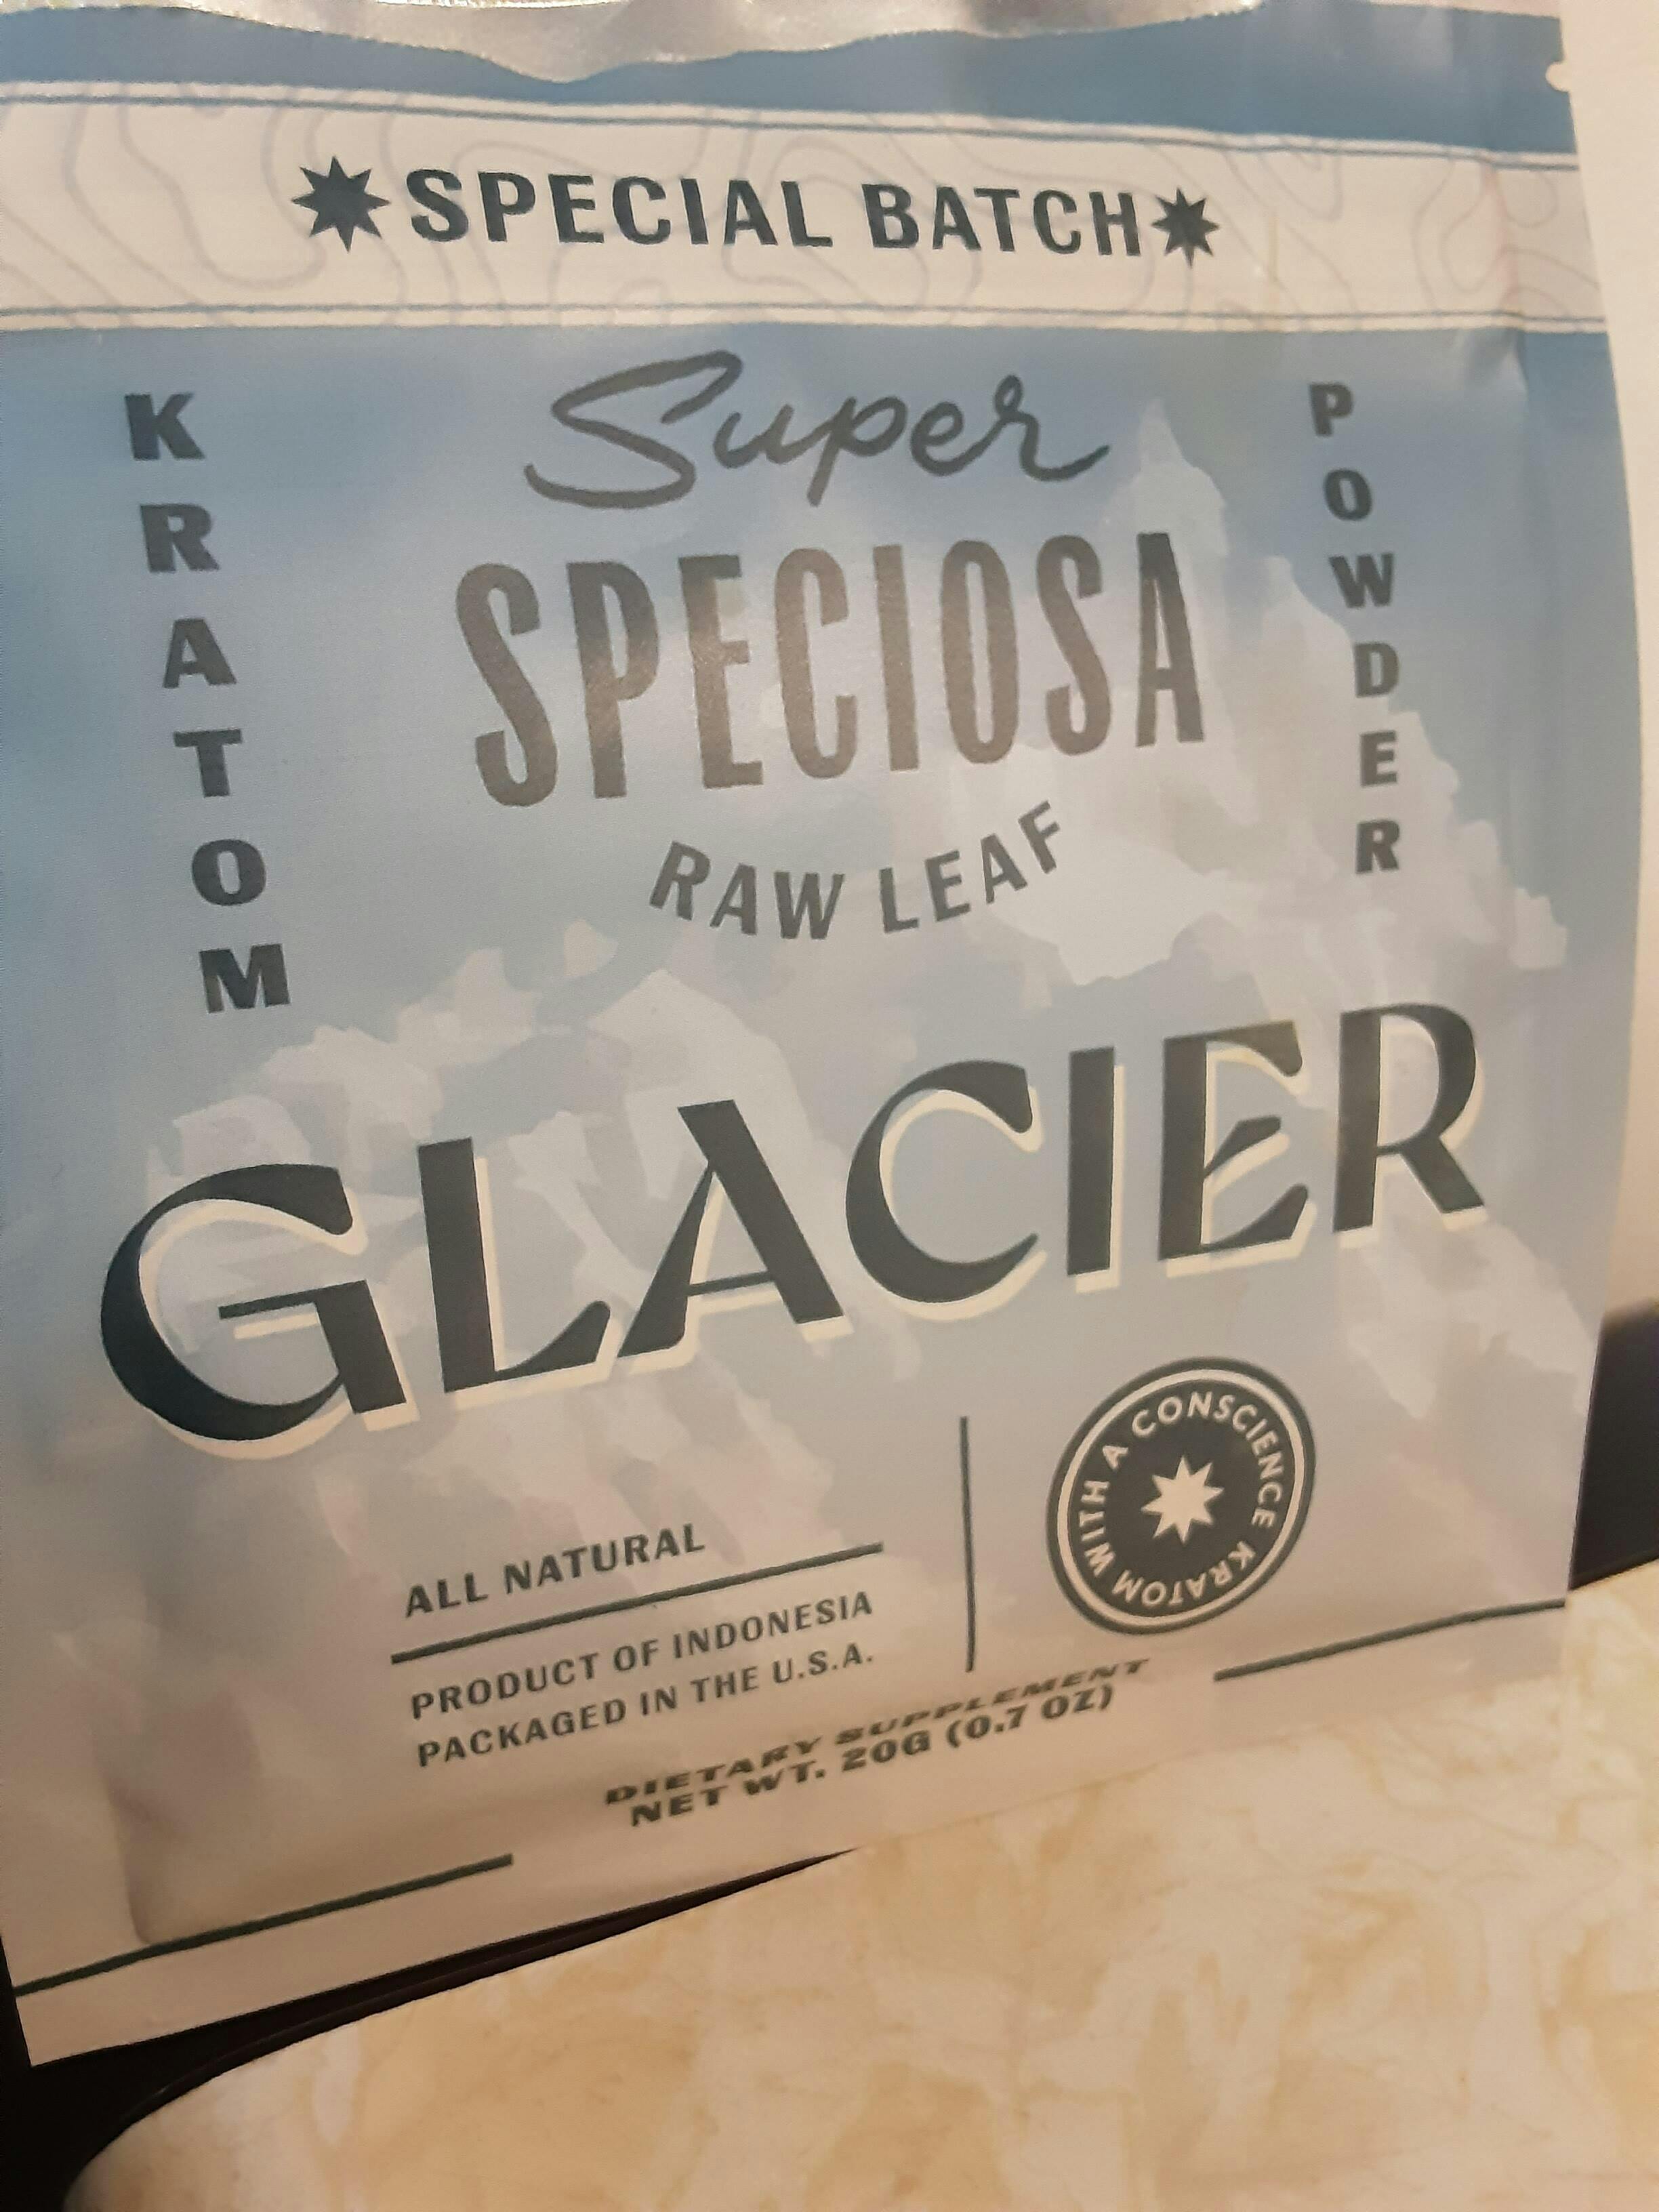 SPECIAL BATCH
KRATOM
Super
SPECIOSA
RAW LEAF
POWDER
GLACIER
ALL NATURAL
PRODUCT OF INDONESIA
PACKAGED IN THE U.S.A.
KRATOM WITH A CONSCIENCE
DIETARY SUPPLEMENT
NET WT. 20G (0.7 OZ)